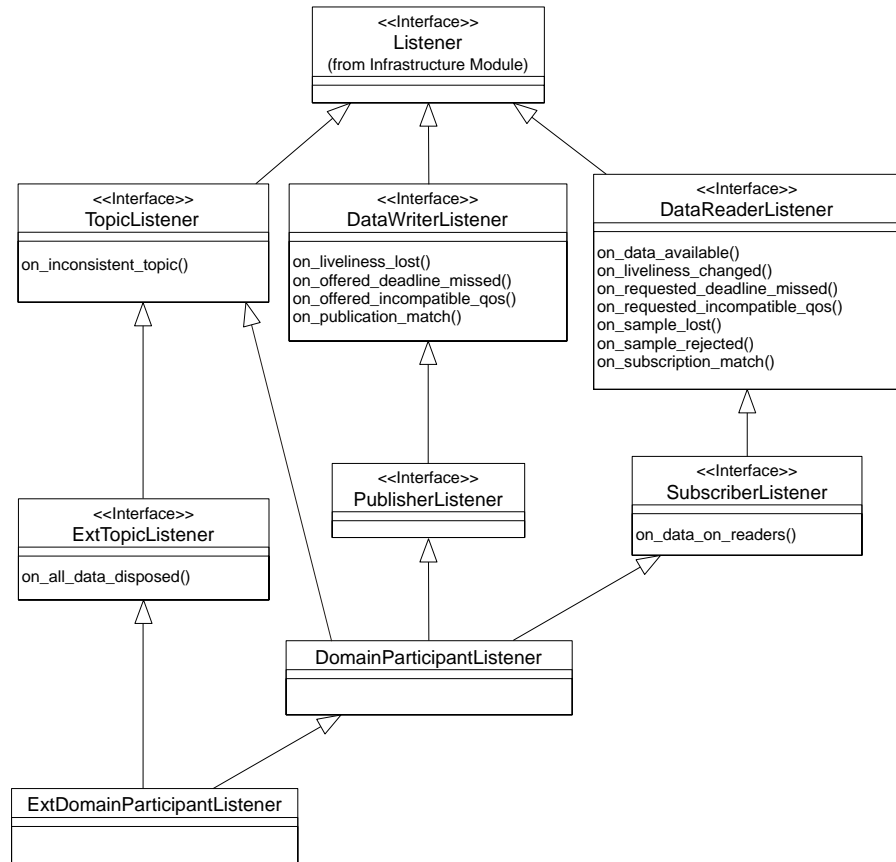 <<Interface>>
Listener
(from Infrastructure Module)
<<Interface>>
TopicListener
on_inconsistent_topic()
<<Interface>>
DataWriterListener
on_liveliness_lost()
on_offered_deadline_missed()
on_offered_incompatible_qos()
on_publication_match()
<<Interface>>
DataReaderListener
on_data_available()
on_liveliness_changed()
on_requested_deadline_missed()
on_requested_incompatible_qos()
on_sample_lost()
on_sample_rejected()
on_subscription_match()
<<Interface>>
ExtTopicListener
on_all_data_disposed()
<<Interface>>
PublisherListener
<<Interface>>
SubscriberListener
on_data_on_readers()
DomainParticipantListener
ExtDomainParticipantListener